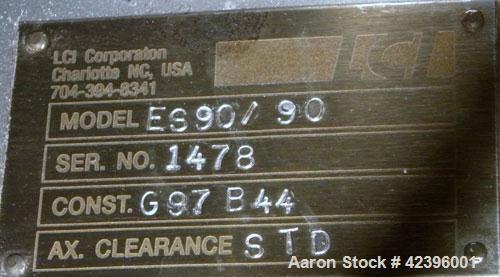 LCI Corporaton
Charlotte NC, USA
704-394-8341
LCI
MODEL ES90/ 90
SER. NO. 1478
CONST. G97 B44
AX. CLEARANCE STD
Aaron Stock # 42396001